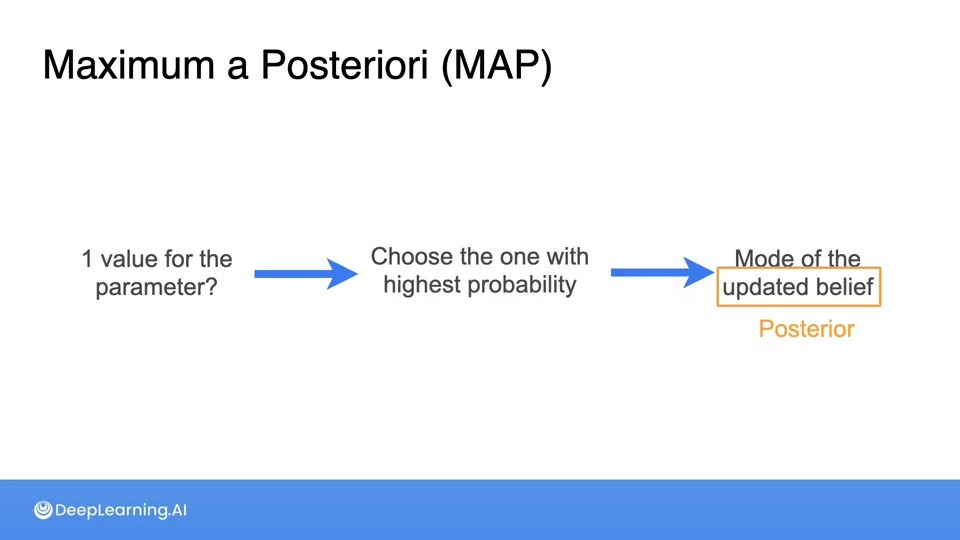 Maximum a Posteriori (MAP)
1 value for the
parameter?
Choose the one with
highest probability
Mode of the
updated belief
Posterior
DeepLearning.AI